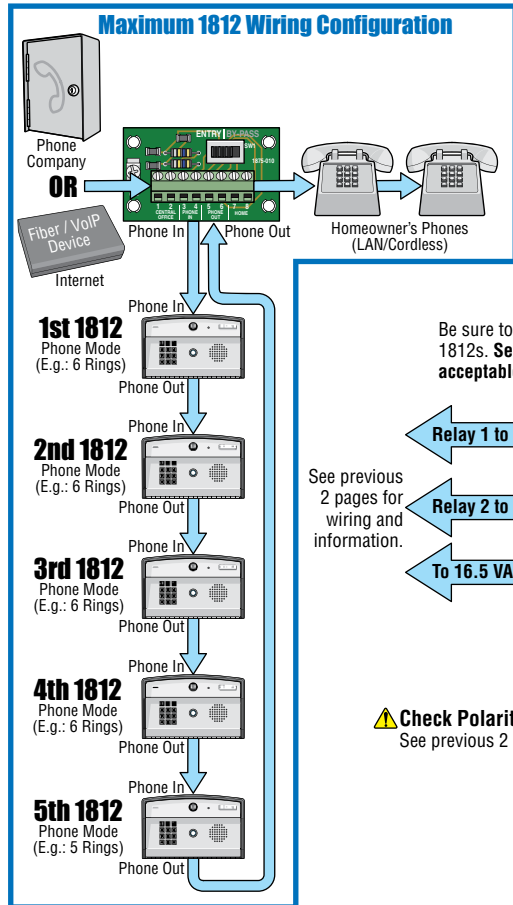 Maximum 1812 Wiring Configuration
Phone
Company
OR
Fiber / VoIP
Device
Internet
ENTRY BY-PASS
SW1
1875-010
1 2 3 4 5 6 7 8
CENTRAL OFFICE PHONE IN PHONE OUT HOME
Phone In
Phone Out
Homeowner's Phones
(LAN/Cordless)
Phone In
1st 1812
Phone Mode
(E.g.: 6 Rings)
Phone Out
Phone In
2nd 1812
Phone Mode
(E.g.: 6 Rings)
Phone Out
Phone In
3rd 1812
Phone Mode
(E.g.: 6 Rings)
Phone Out
Phone In
4th 1812
Phone Mode
(E.g.: 6 Rings)
Phone Out
Phone In
5th 1812
Phone Mode
(E.g.: 5 Rings)
Phone Out
Be sure to
1812s. Se
acceptable
Relay 1 to
See previous
2 pages for
wiring and
information.
Relay 2 to
To 16.5 VA
Check Polarit
See previous 2